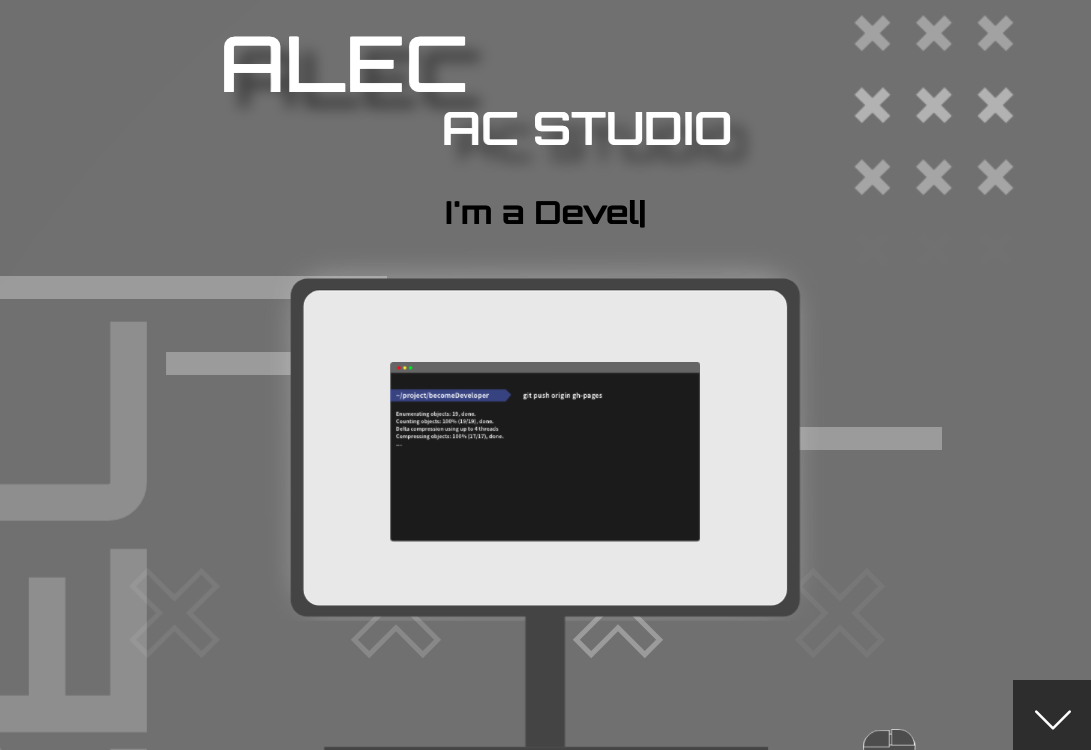 ALEC
AC STUDIO
I'm a Devel|
~/project/becomeDeveloper git push origin gh-pages
Enumerating objects: 19, done.
Counting objects: 100% (19/19), done.
Delta compression using up to 4 threads
Compressing objects: 100% (17/17), done.
...